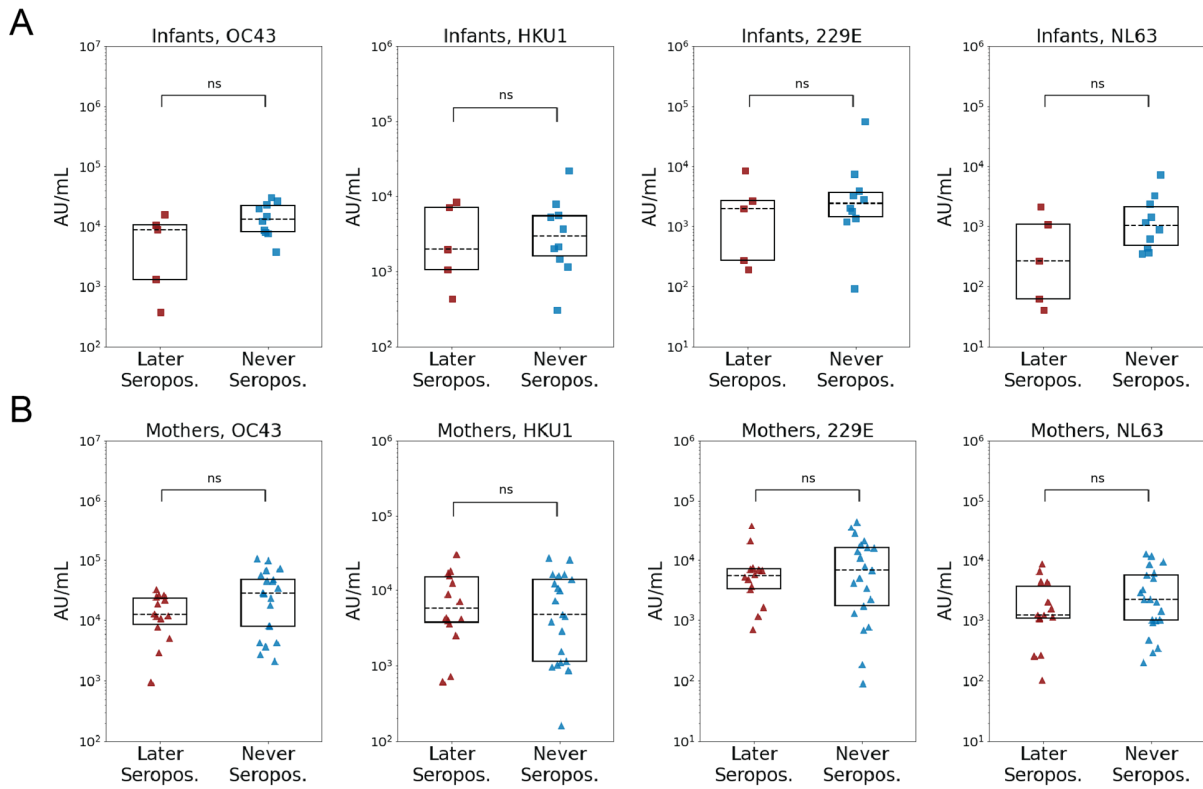 A
Infants, OC43
Infants, HKU1
Infants, 229E
Infants, NL63
AU/mL
10⁷
10⁶
10⁵
10⁴
10³
10²
ns
Later Seropos.
Never Seropos.
AU/mL
10⁶
10⁵
10⁴
10³
10²
ns
Later Seropos.
Never Seropos.
AU/mL
10⁶
10⁵
10⁴
10³
10²
10¹
ns
Later Seropos.
Never Seropos.
AU/mL
10⁶
10⁵
10⁴
10³
10²
10¹
ns
Later Seropos.
Never Seropos.
B
Mothers, OC43
Mothers, HKU1
Mothers, 229E
Mothers, NL63
AU/mL
10⁷
10⁶
10⁵
10⁴
10³
10²
ns
Later Seropos.
Never Seropos.
AU/mL
10⁶
10⁵
10⁴
10³
10²
ns
Later Seropos.
Never Seropos.
AU/mL
10⁶
10⁵
10⁴
10³
10²
10¹
ns
Later Seropos.
Never Seropos.
AU/mL
10⁶
10⁵
10⁴
10³
10²
10¹
ns
Later Seropos.
Never Seropos.